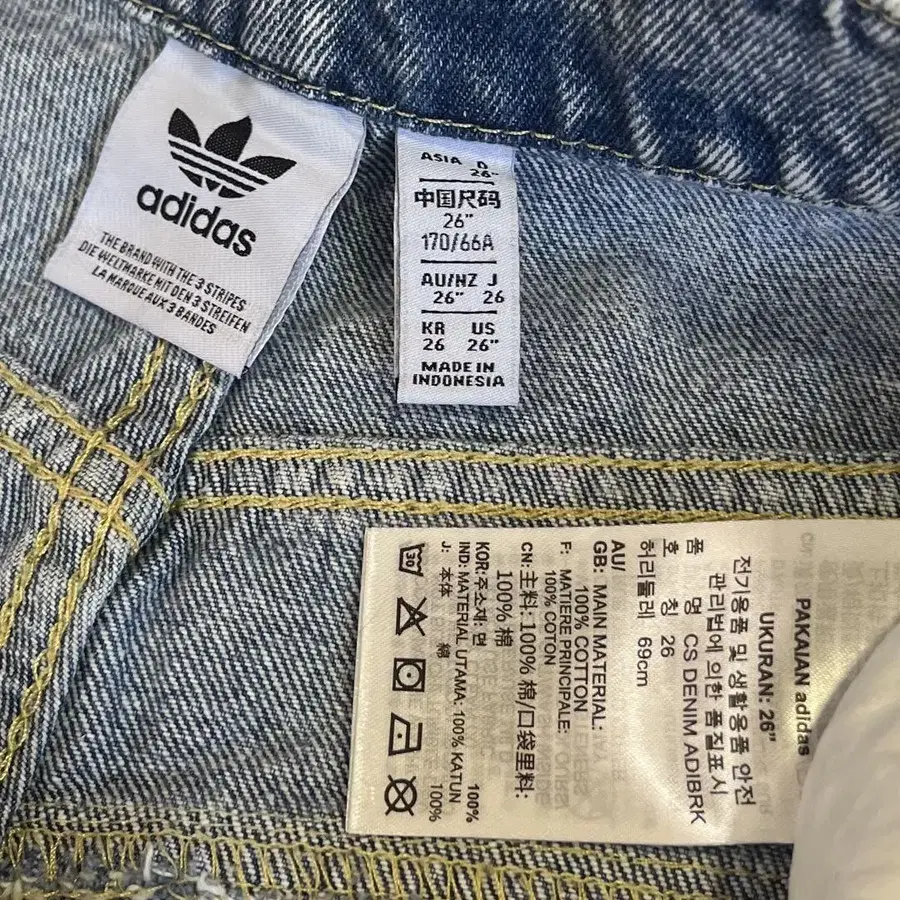 adidas
THE BRAND WITH THE 3 STRIPES
DIE WELTMARKE MIT DEN 3 STREIFEN
LA MARQUE AUX 3 BANDES
ASIA D
26"
中国尺码
26"
170/66A
AU/NZ J
26" 26
KR US
26 26"
MADE IN
INDONESIA
PAKAIAN adidas
UKURAN: 26"
전기용품 및 생활용품 안전
관리법에 의한 품질표시
품 명 CS DENIM ADIBRK
호 칭 26
허리둘레 69cm
AU/
GB: MAIN MATERIAL:
100% COTTON
F: MATIERE PRINCIPALE:
100% COTON
CN: 主料: 100% 棉/口袋里料:
100% 棉
KOR: 주소재: 면 100%
IND: MATERIAL UTAMA: 100% KATUN
J: 本体 綿 100%
30